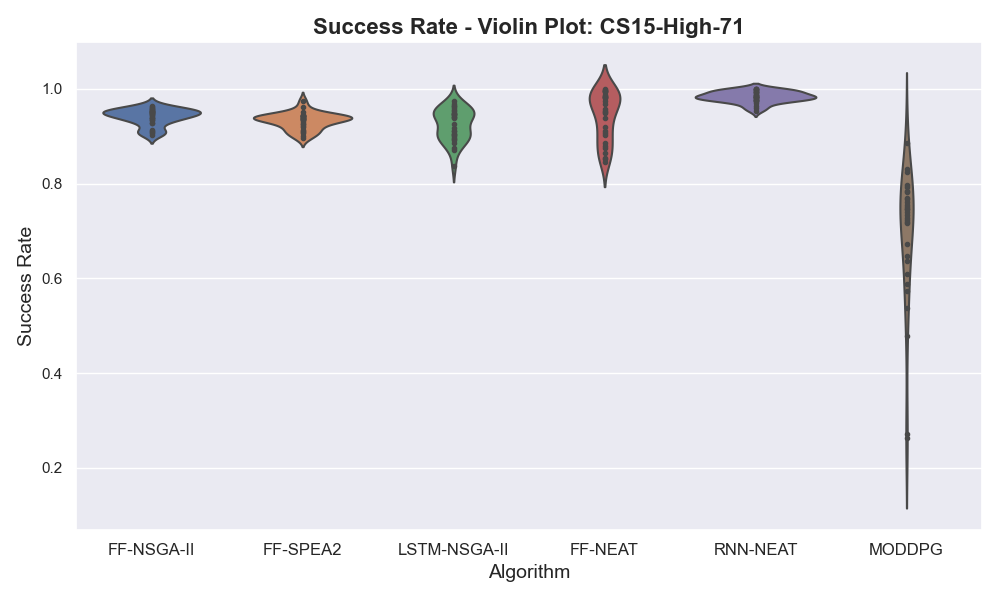 Success Rate - Violin Plot: CS15-High-71
Success Rate
1.0
0.8
0.6
0.4
0.2
FF-NSGA-II
FF-SPEA2
LSTM-NSGA-II
FF-NEAT
RNN-NEAT
MODDPG
Algorithm